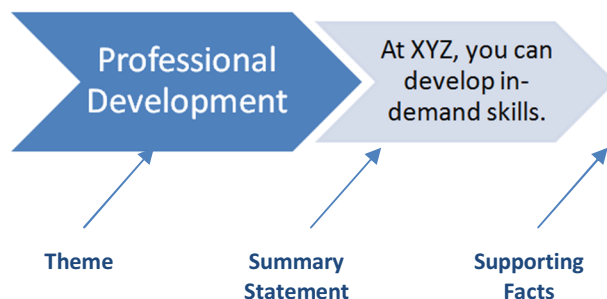 Professional
Development
At XYZ, you can
develop in-
demand skills.
Theme
Summary
Statement
Supporting
Facts